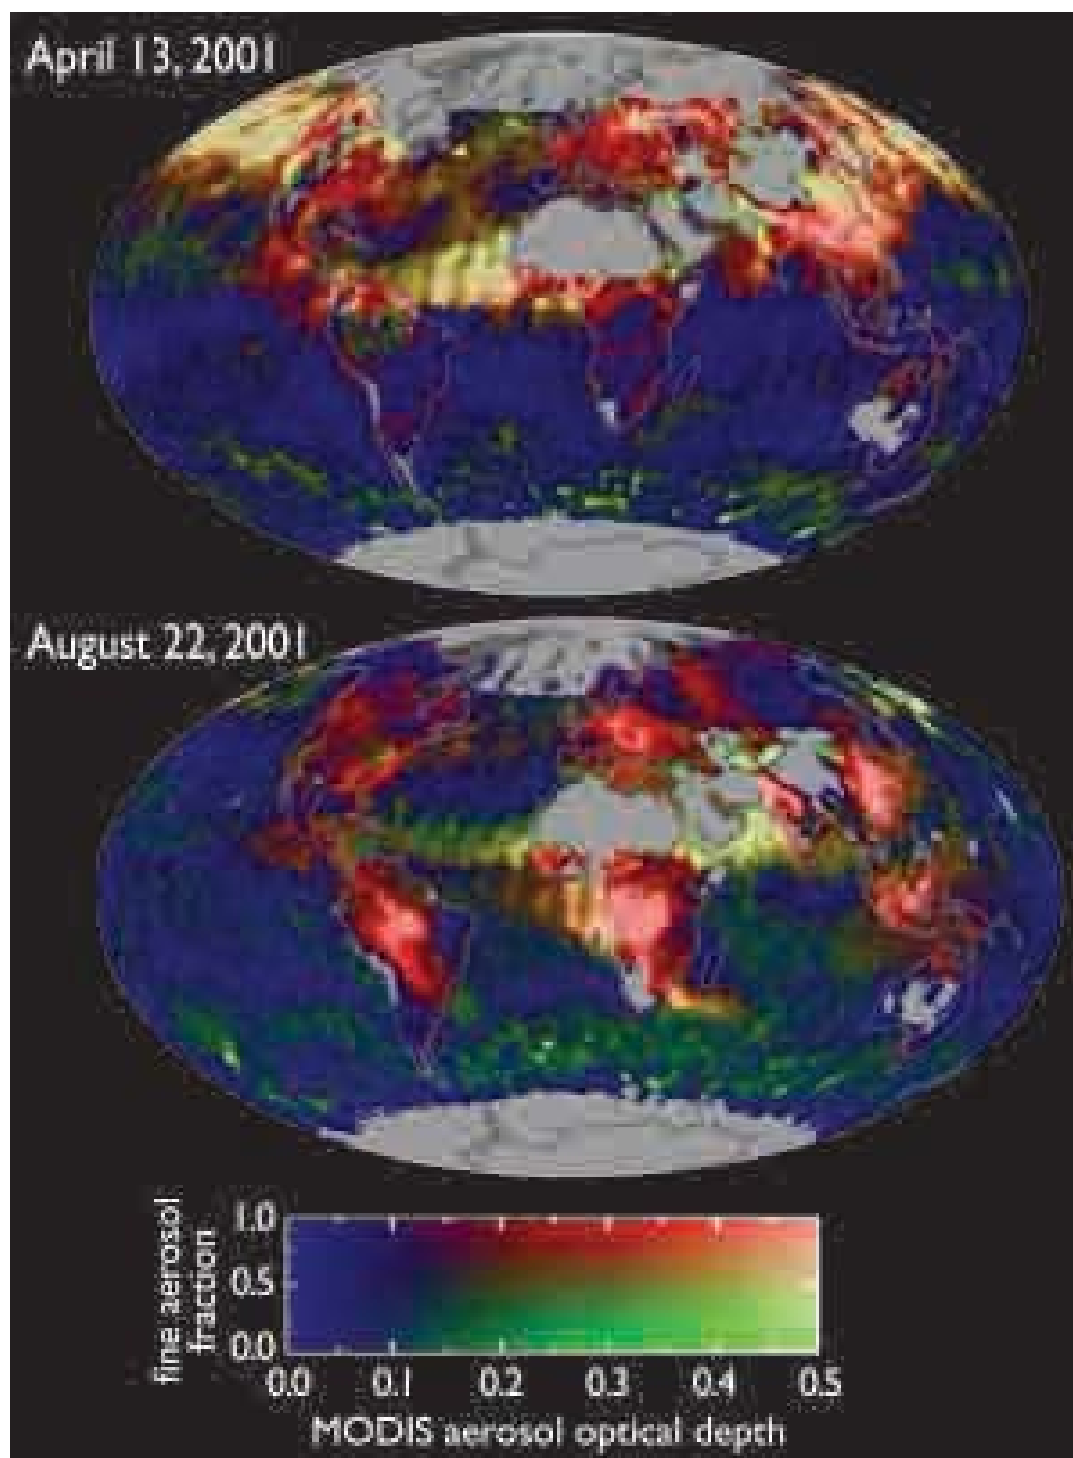 April 13, 2001
August 22, 2001
fine aerosol
fraction
1.0
0.5
0.0
0.0 0.1 0.2 0.3 0.4 0.5
MODIS aerosol optical depth